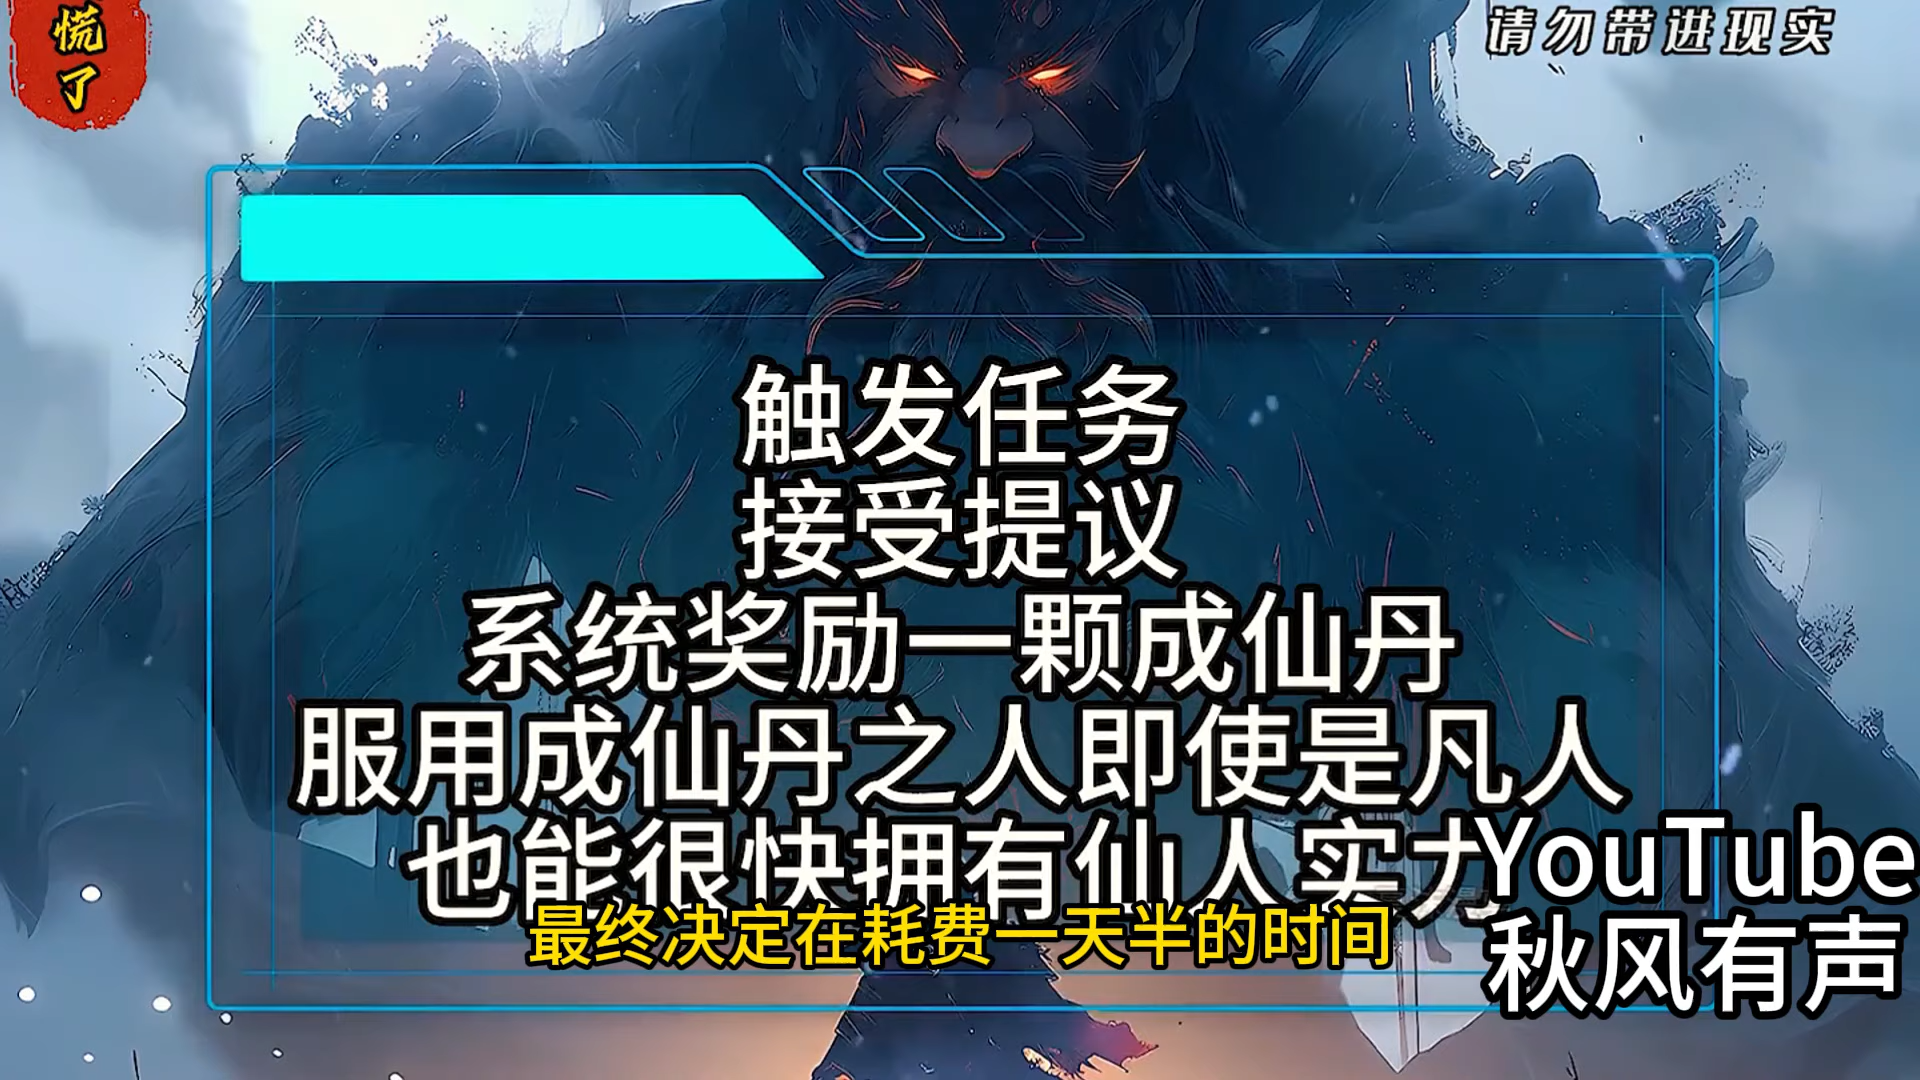 慌了
请勿带进现实
触发任务
接受提议
系统奖励一颗成仙丹
服用成仙丹之人即使是凡人
也能很快拥有仙人实力
最终决定在耗费一天半的时间
YouTube
秋风有声